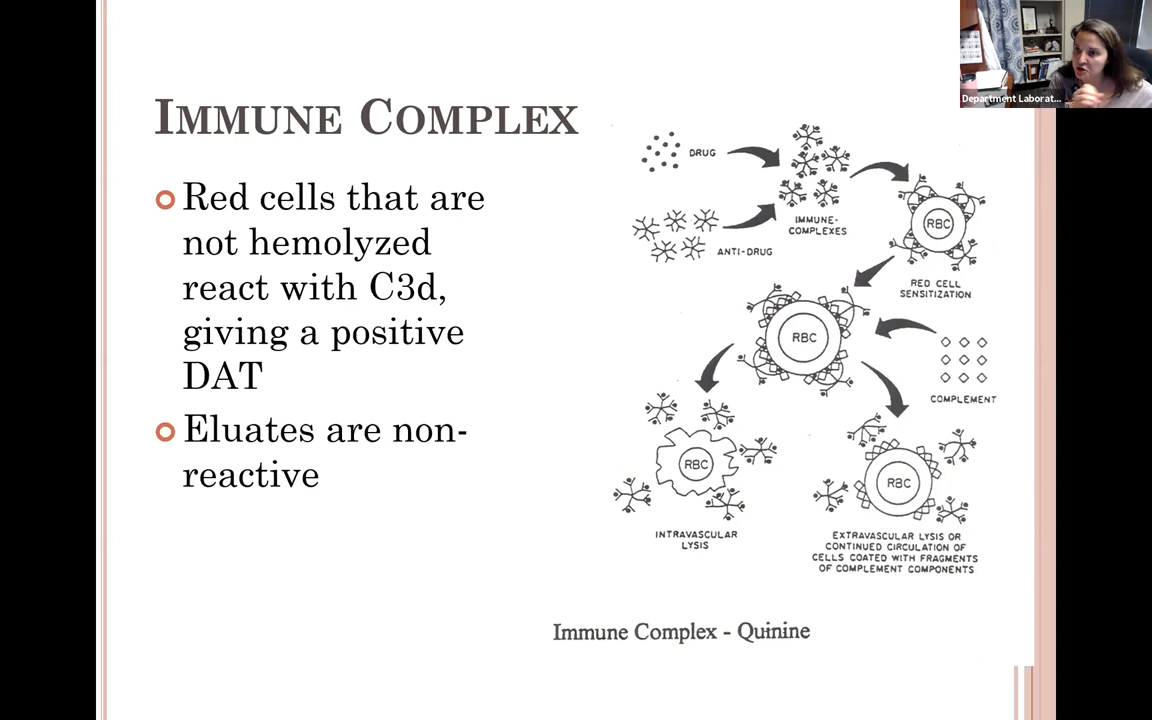 Department Laborat...
IMMUNE COMPLEX
Red cells that are
not hemolyzed
react with C3d,
giving a positive
DAT
Eluates are non-
reactive
DRUG
ANTI-DRUG
IMMUNE-
COMPLEXES
RBC
RED CELL
SENSITIZATION
RBC
COMPLEMENT
RBC
INTRAVASCULAR
LYSIS
RBC
EXTRAVASCULAR LYSIS OR
CONTINUED CIRCULATION OF
CELLS COATED WITH FRAGMENTS
OF COMPLEMENT COMPONENTS
Immune Complex - Quinine